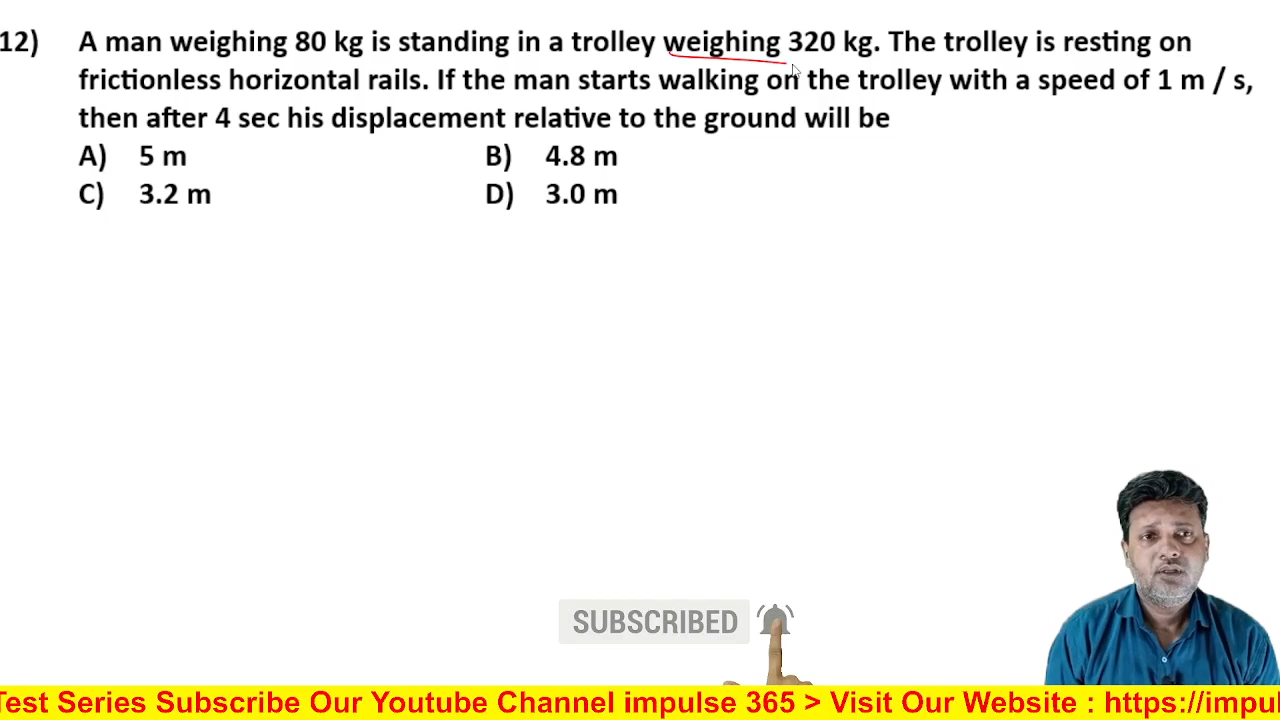 12) A man weighing 80 kg is standing in a trolley weighing 320 kg. The trolley is resting on
frictionless horizontal rails. If the man starts walking on the trolley with a speed of 1 m / s,
then after 4 sec his displacement relative to the ground will be
A) 5 m B) 4.8 m
C) 3.2 m D) 3.0 m
SUBSCRIBED
Test Series Subscribe Our Youtube Channel impulse 365 > Visit Our Website : https://impul